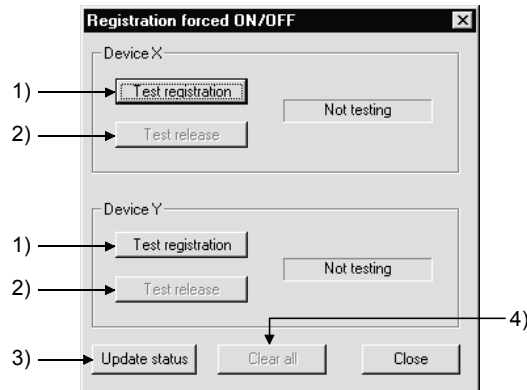 Registration forced ON/OFF
Device X
1)
Test registration
Not testing
2)
Test release
Device Y
1)
Test registration
Not testing
2)
Test release
4)
3)
Update status
Clear all
Close